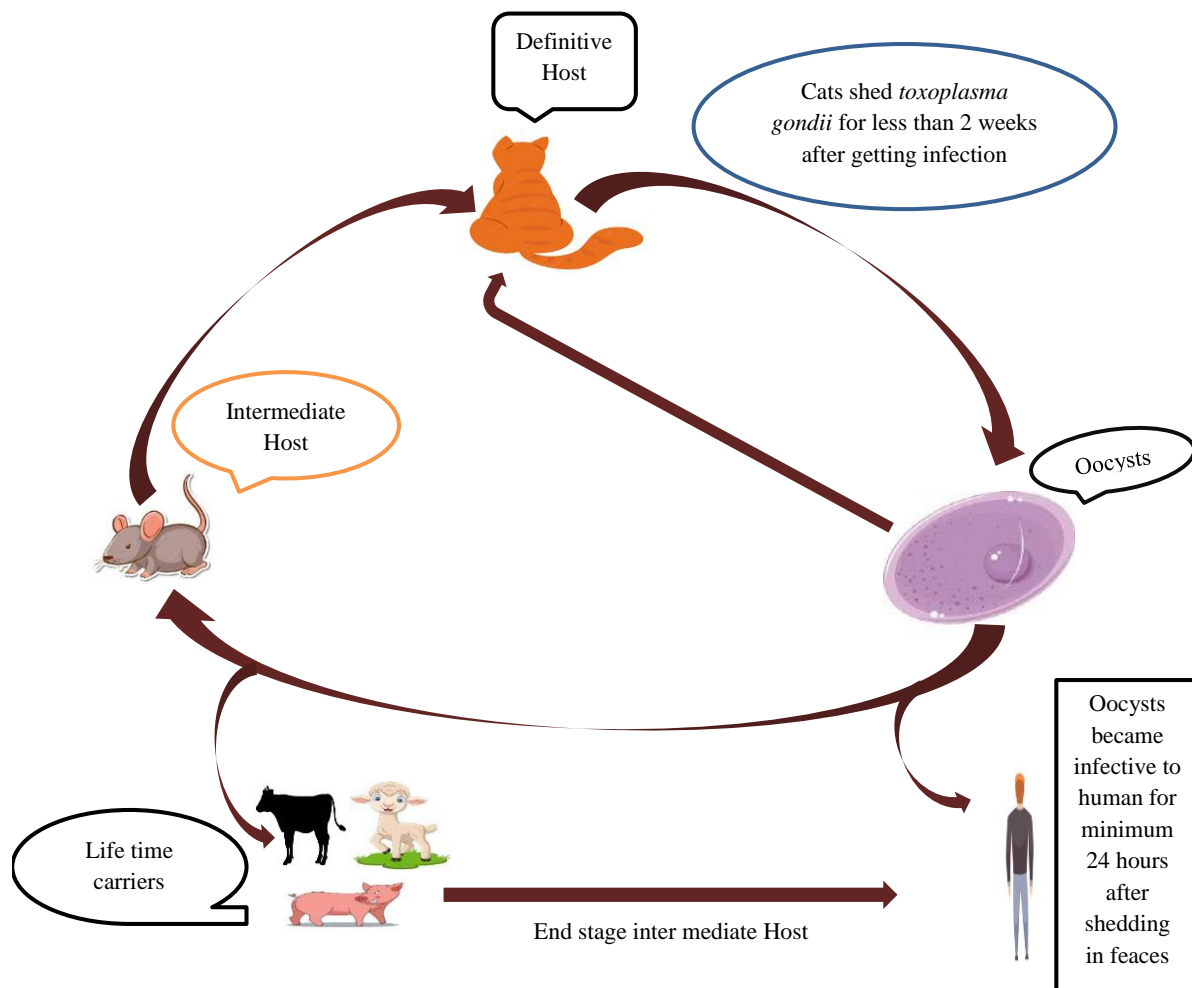 Definitive
Host
Cats shed toxoplasma
gondii for less than 2 weeks
after getting infection
Intermediate
Host
Oocysts
Oocysts
became
infective to
human for
minimum
24 hours
after
shedding
in feaces
Life time
carriers
End stage inter mediate Host